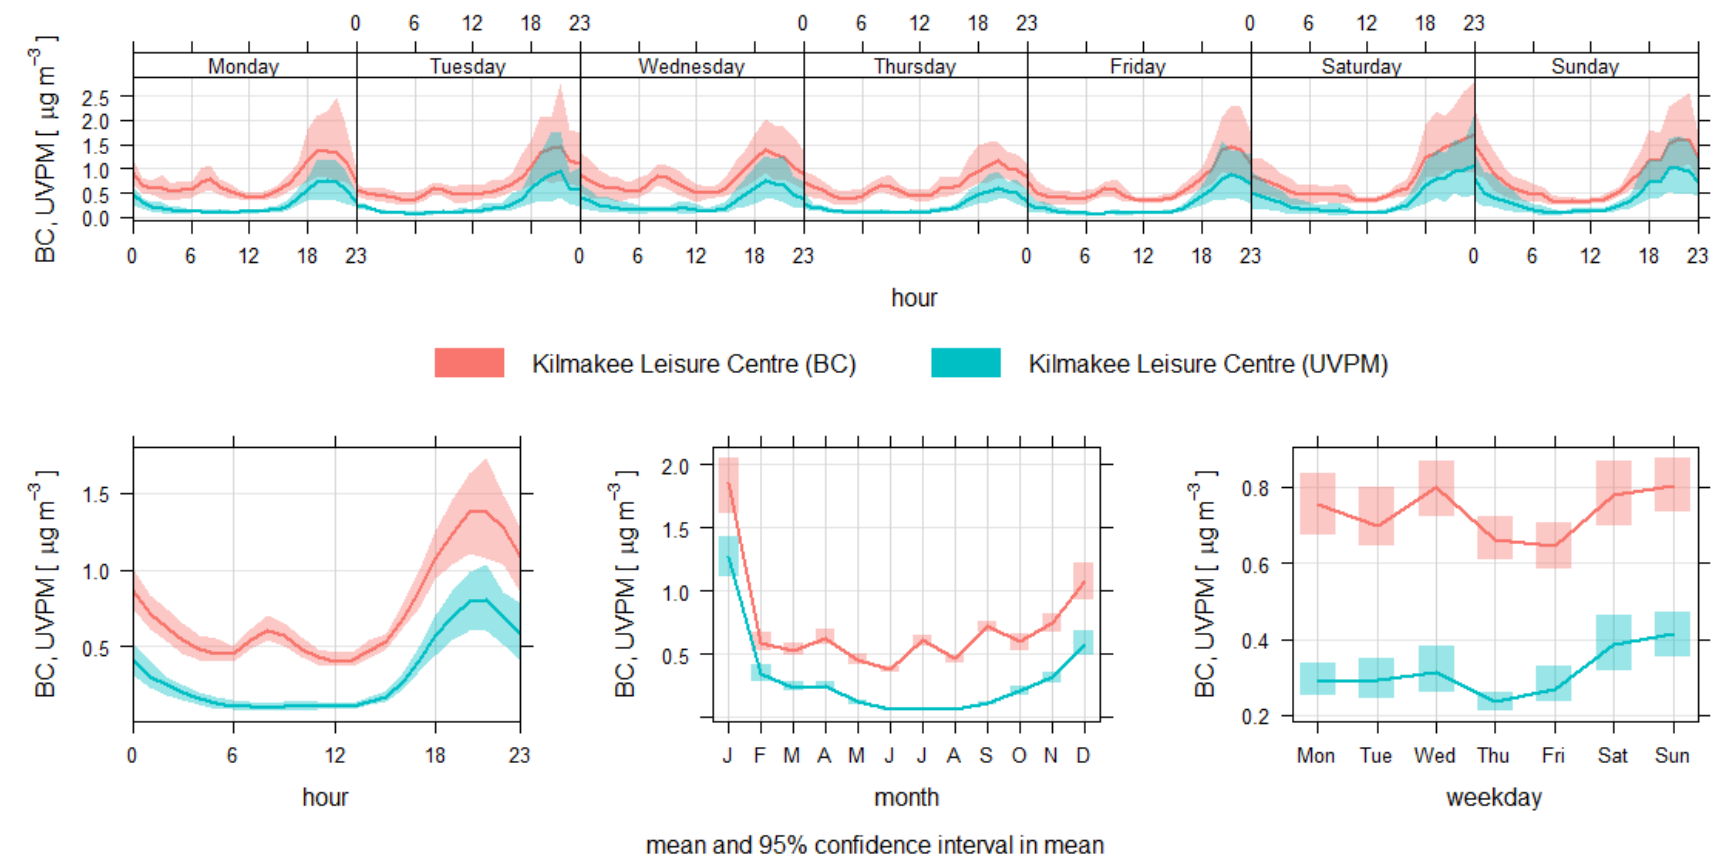 0 6 12 18 23 0 6 12 18 23 0 6 12 18 23
Monday Tuesday Wednesday Thursday Friday Saturday Sunday
BC, UVPM [ µg m⁻³ ]
2.5
2.0
1.5
1.0
0.5
0.0
0 6 12 18 23 0 6 12 18 23 0 6 12 18 23 0 6 12 18 23
hour
Kilmakee Leisure Centre (BC) Kilmakee Leisure Centre (UVPM)
BC, UVPM [ µg m⁻³ ]
1.5
1.0
0.5
0 6 12 18 23
hour
BC, UVPM [ µg m⁻³ ]
2.0
1.5
1.0
0.5
J F M A M J J A S O N D
month
BC, UVPM [ µg m⁻³ ]
0.8
0.6
0.4
0.2
Mon Tue Wed Thu Fri Sat Sun
weekday
mean and 95% confidence interval in mean